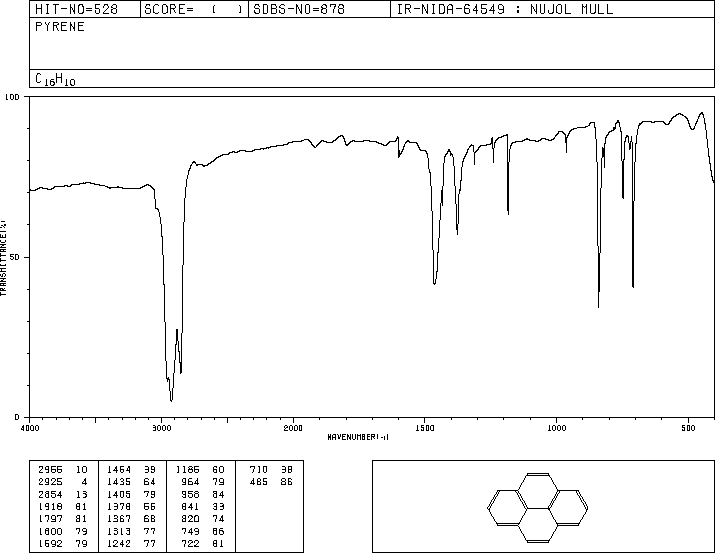 HIT-NO=528 SCORE= ( ) SDBS-NO=878 IR-NIDA-64549 : NUJOL MULL
PYRENE
C16H10
100
50
0
TRANSMITTANCE(%)
4000 3000 2000 1500 1000 500
WAVENUMBER(-1)
2955 10 1464 39 1186 60 710 38
2925 4 1435 64 964 79 485 86
2854 13 1405 79 958 84
1918 81 1378 55 841 33
1797 81 1367 68 820 74
1600 79 1313 77 749 66
1592 79 1242 77 722 81